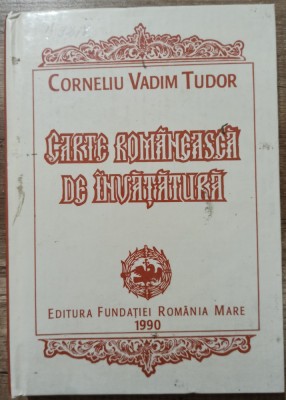 CORNELIU VADIM TUDOR
CARTE ROMÂNEASCĂ
DE ÎNVĂȚĂTURĂ
EDITURA FUNDAȚIEI ROMÂNIA MARE
1990